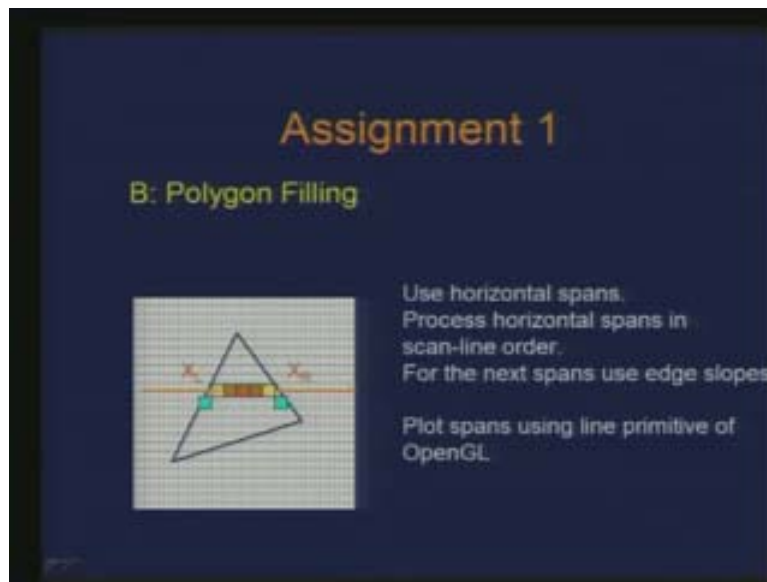 Assignment 1
B: Polygon Filling
Use horizontal spans.
Process horizontal spans in
scan-line order.
For the next spans use edge slopes
Plot spans using line primitive of
OpenGL